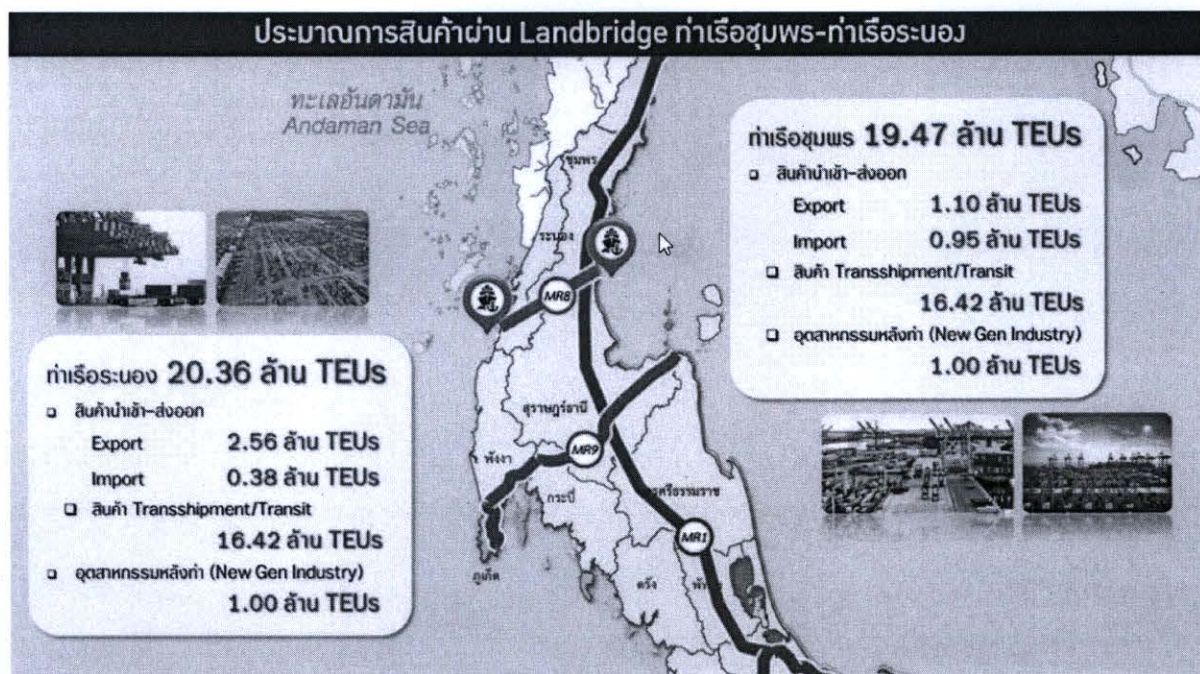 ประมาณการสินค้าผ่าน Landbridge ท่าเรือชุมพร-ท่าเรือระนอง
ทะเลอันดามัน
Andaman Sea
ท่าเรือชุมพร 19.47 ล้าน TEUs
สินค้านำเข้า-ส่งออก
Export 1.10 ล้าน TEUs
Import 0.95 ล้าน TEUs
สินค้า Transshipment/Transit
16.42 ล้าน TEUs
อุตสาหกรรมหลังท่า (New Gen Industry)
1.00 ล้าน TEUs
ชุมพร
ระนอง
MR8
ท่าเรือระนอง 20.36 ล้าน TEUs
สินค้านำเข้า-ส่งออก
Export 2.56 ล้าน TEUs
Import 0.38 ล้าน TEUs
สินค้า Transshipment/Transit
16.42 ล้าน TEUs
อุตสาหกรรมหลังท่า (New Gen Industry)
1.00 ล้าน TEUs
สุราษฎร์ธานี
MR9
พังงา
กระบี่
ศรีธรรมราช
MR1
ภูเก็ต
ตรัง